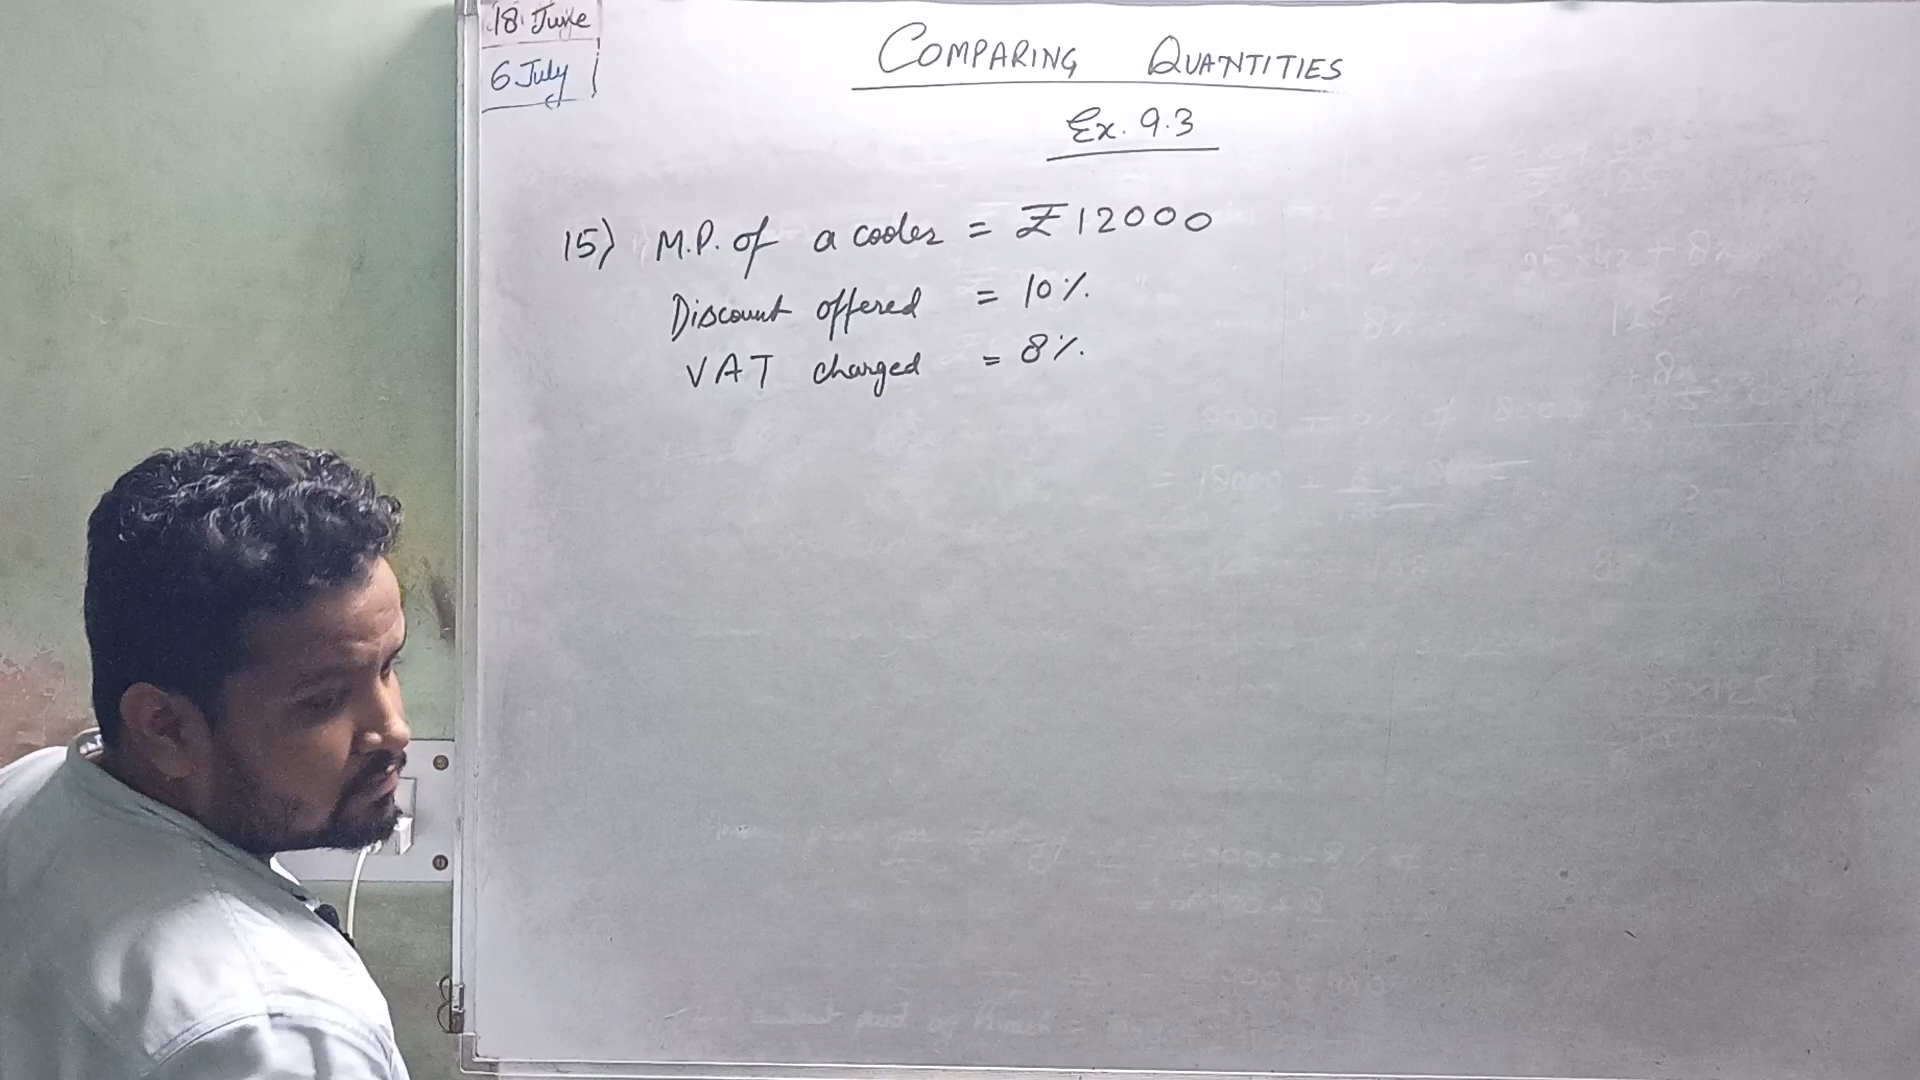 18 June
6 July
COMPARING QUANTITIES
Ex. 9.3
15) M.P. of a cooler = ₹12000
Discount offered = 10%.
VAT charged = 8%.